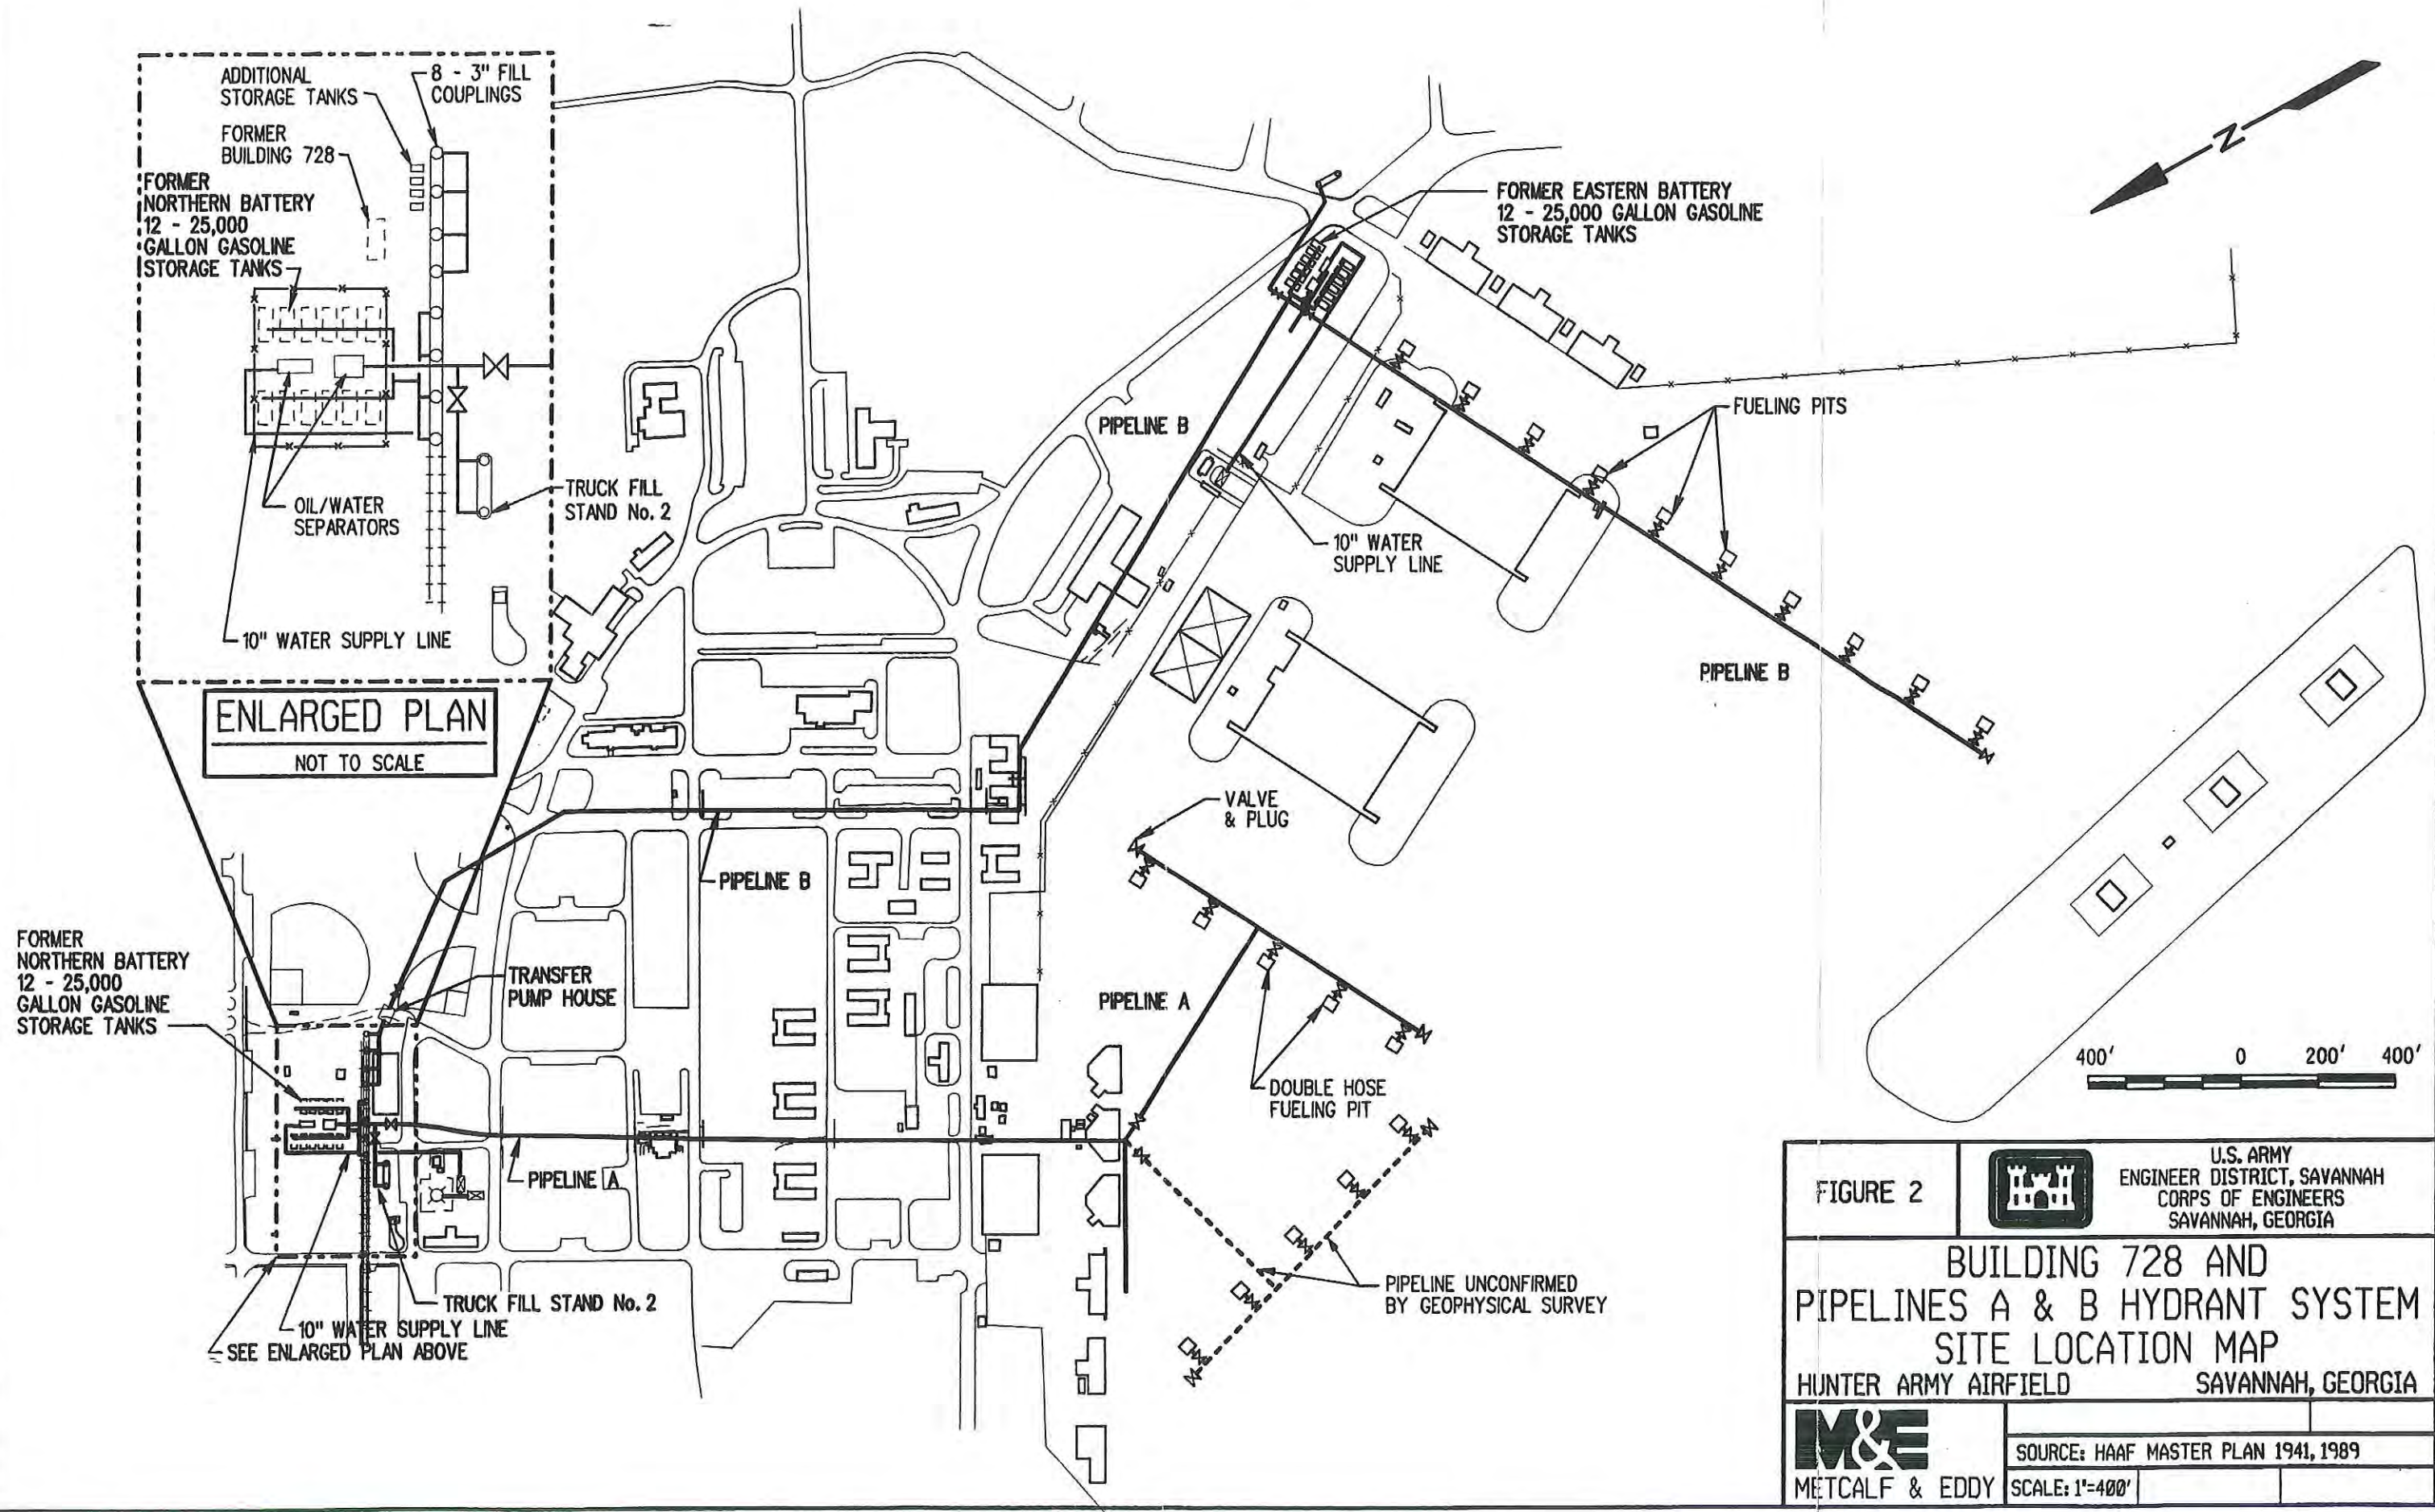 ADDITIONAL
STORAGE TANKS
8 - 3" FILL
COUPLINGS
FORMER
BUILDING 728
FORMER
NORTHERN BATTERY
12 - 25,000
GALLON GASOLINE
STORAGE TANKS
OIL/WATER
SEPARATORS
TRUCK FILL
STAND No. 2
10" WATER SUPPLY LINE
ENLARGED PLAN
NOT TO SCALE
N
FORMER EASTERN BATTERY
12 - 25,000 GALLON GASOLINE
STORAGE TANKS
FUELING PITS
PIPELINE B
10" WATER
SUPPLY LINE
PIPELINE B
VALVE
& PLUG
PIPELINE B
FORMER
NORTHERN BATTERY
12 - 25,000
GALLON GASOLINE
STORAGE TANKS
TRANSFER
PUMP HOUSE
PIPELINE A
DOUBLE HOSE
FUELING PIT
PIPELINE A
PIPELINE UNCONFIRMED
BY GEOPHYSICAL SURVEY
TRUCK FILL STAND No. 2
10" WATER SUPPLY LINE
SEE ENLARGED PLAN ABOVE
400' 0 200' 400'
FIGURE 2
U.S. ARMY
ENGINEER DISTRICT, SAVANNAH
CORPS OF ENGINEERS
SAVANNAH, GEORGIA
BUILDING 728 AND
PIPELINES A & B HYDRANT SYSTEM
SITE LOCATION MAP
HUNTER ARMY AIRFIELD SAVANNAH, GEORGIA
M&E
METCALF & EDDY
SOURCE: HAAF MASTER PLAN 1941, 1989
SCALE: 1"=400'